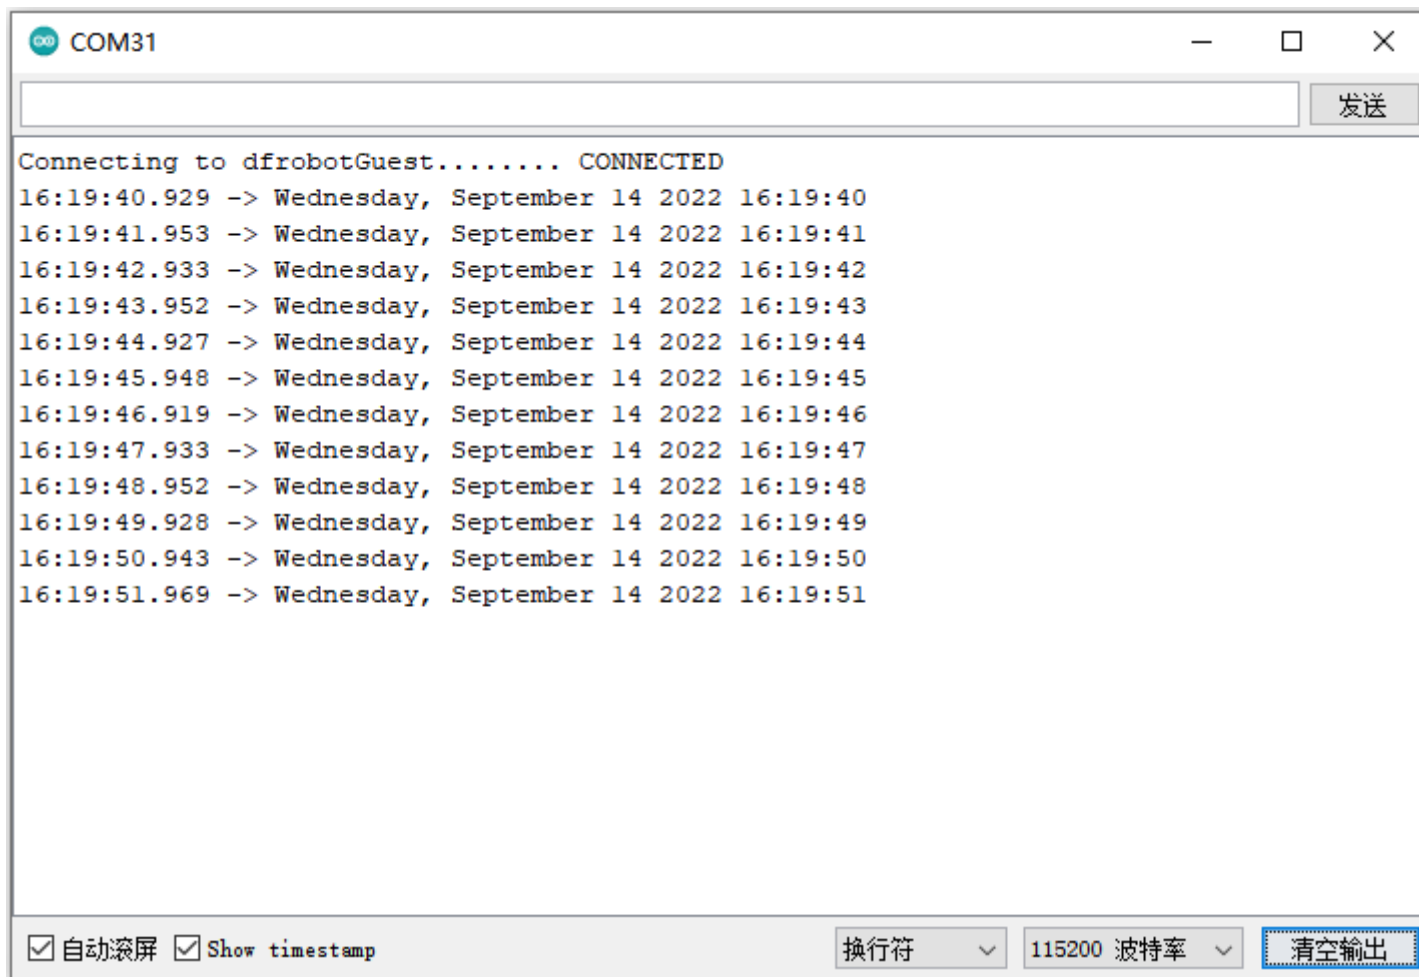 COM31
发送
Connecting to dfrobotGuest........ CONNECTED
16:19:40.929 -> Wednesday, September 14 2022 16:19:40
16:19:41.953 -> Wednesday, September 14 2022 16:19:41
16:19:42.933 -> Wednesday, September 14 2022 16:19:42
16:19:43.952 -> Wednesday, September 14 2022 16:19:43
16:19:44.927 -> Wednesday, September 14 2022 16:19:44
16:19:45.948 -> Wednesday, September 14 2022 16:19:45
16:19:46.919 -> Wednesday, September 14 2022 16:19:46
16:19:47.933 -> Wednesday, September 14 2022 16:19:47
16:19:48.952 -> Wednesday, September 14 2022 16:19:48
16:19:49.928 -> Wednesday, September 14 2022 16:19:49
16:19:50.943 -> Wednesday, September 14 2022 16:19:50
16:19:51.969 -> Wednesday, September 14 2022 16:19:51
自动滚屏 Show timestamp 换行符 115200 波特率 清空输出